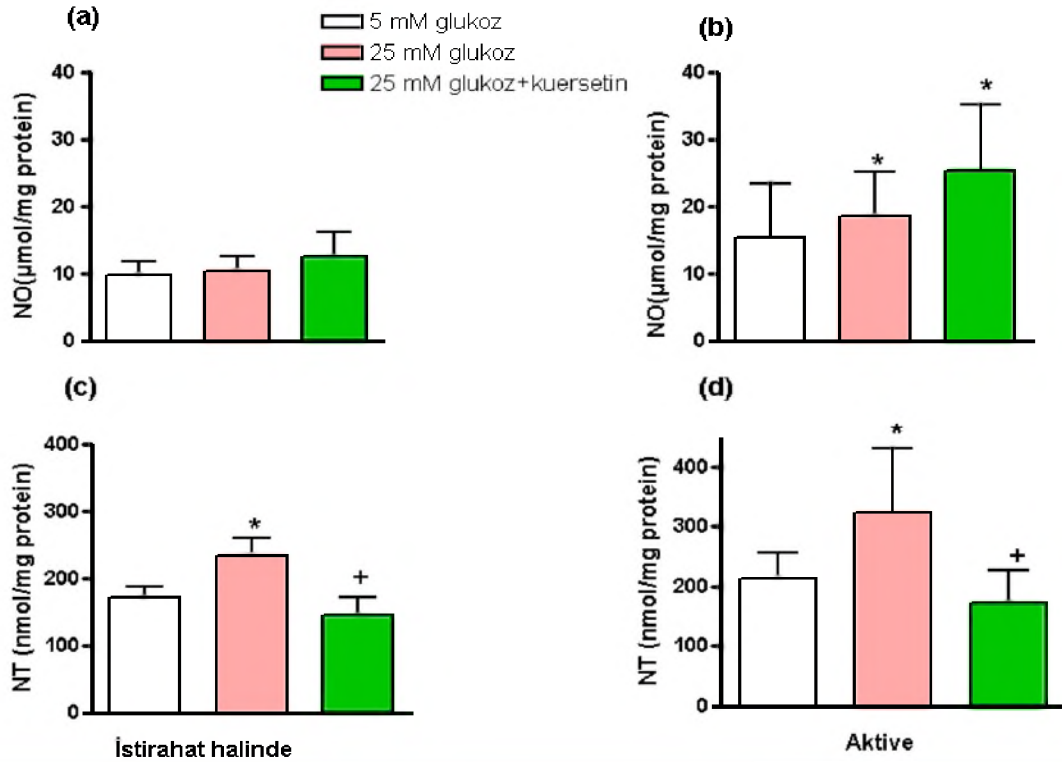 (a)
5 mM glukoz
25 mM glukoz
25 mM glukoz+kuersetin
NO(µmol/mg protein)
40
30
20
10
0
(b)
NO(µmol/mg protein)
40
30
20
10
0
*
*
(c)
NT (nmol/mg protein)
400
300
200
100
0
*
+
İstirahat halinde
(d)
NT (nmol/mg protein)
400
300
200
100
0
*
+
Aktive